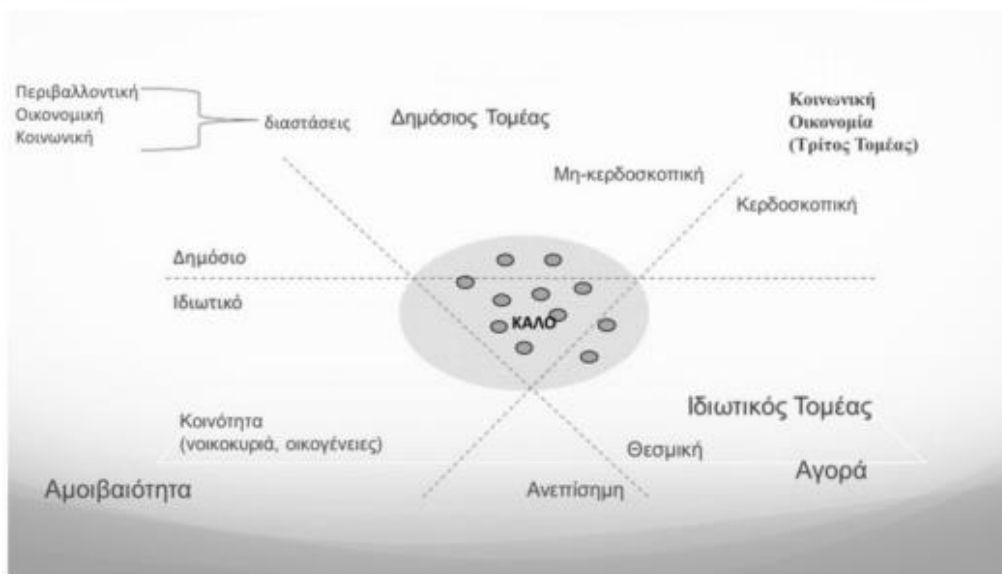 Περιβαλλοντική
Οικονομική
Κοινωνική
διαστάσεις
Δημόσιος Τομέας
Κοινωνική
Οικονομία
(Τρίτος Τομέας)
Μη-κερδοσκοπική
Κερδοσκοπική
Δημόσιο
Ιδιωτικό
ΚΑΛΟ
Ιδιωτικός Τομέας
Κοινότητα
(νοικοκυριά, οικογένειες)
Θεσμική
Αγορά
Αμοιβαιότητα
Ανεπίσημη